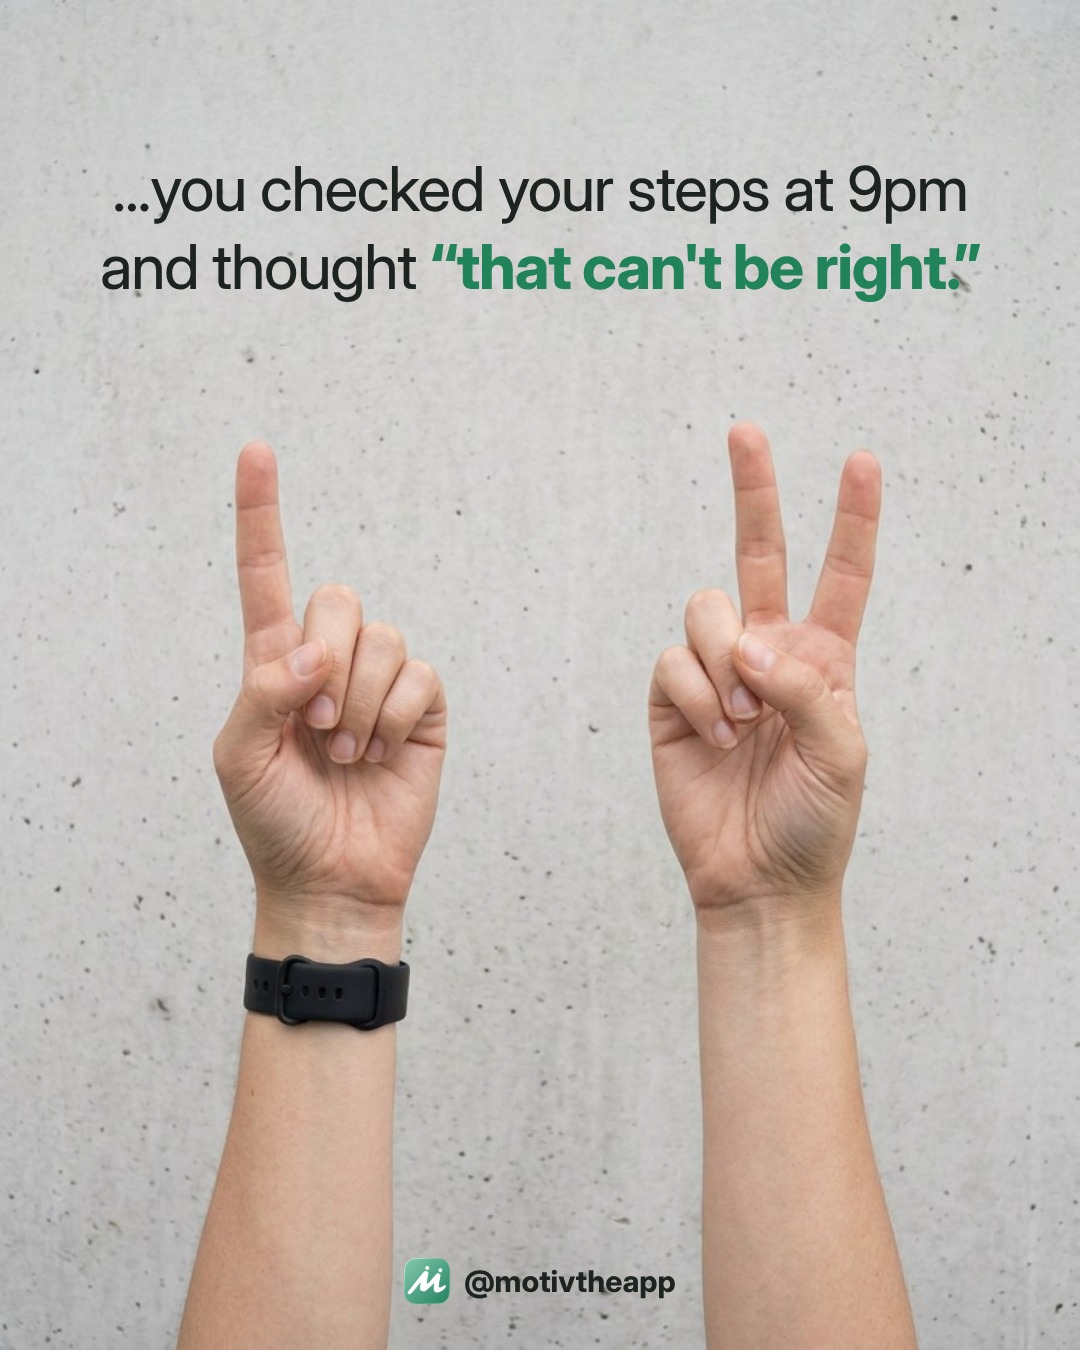 ...you checked your steps at 9pm
and thought “that can't be right.”
@motivtheapp